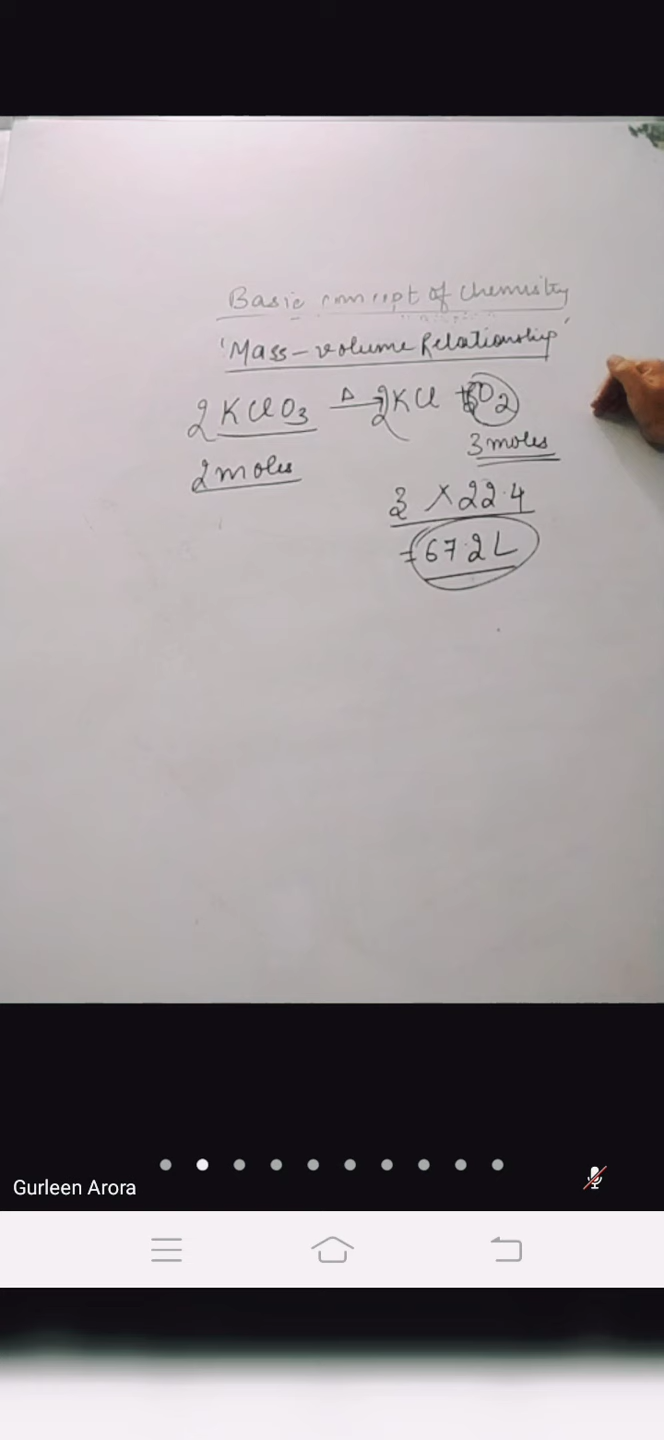 Basic concept of Chemistry
'Mass-volume Relationship'
2KClO3 Δ→ 2KCl + 3O2
2 moles 3 moles
3 × 22.4
= 67.2 L
Gurleen Arora